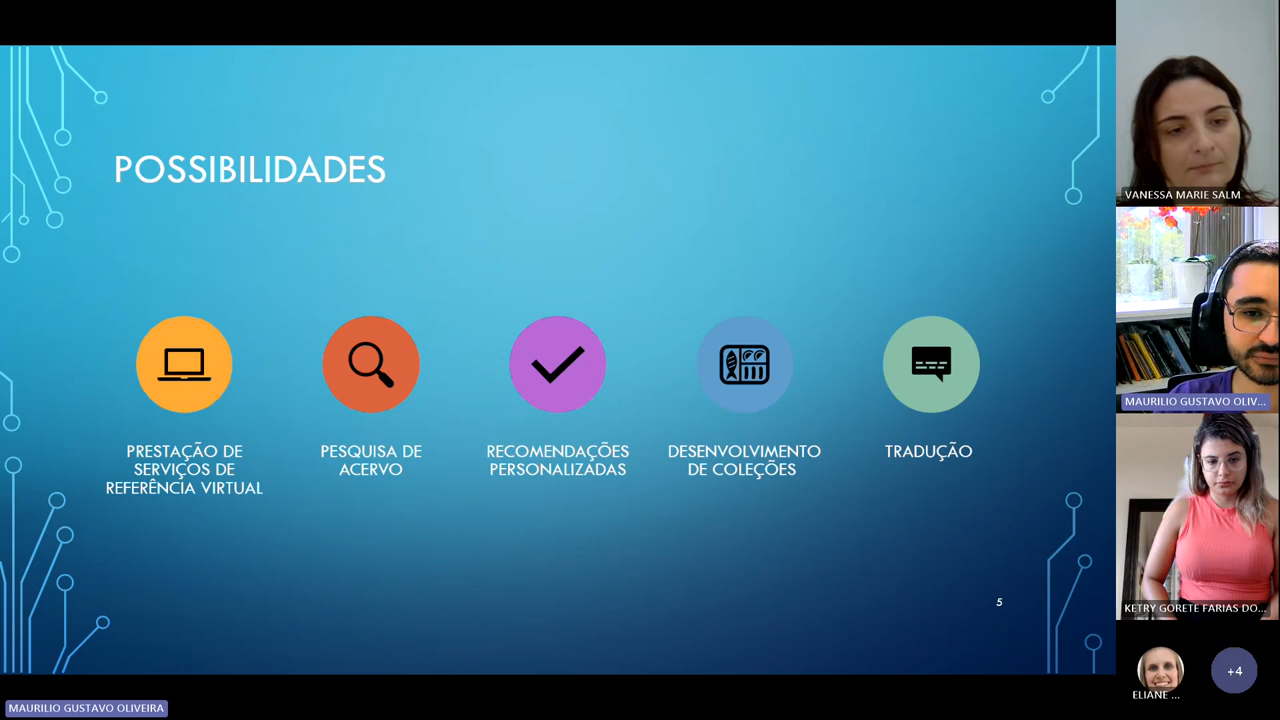 POSSIBILIDADES
PRESTAÇÃO DE
SERVIÇOS DE
REFERÊNCIA VIRTUAL
PESQUISA DE
ACERVO
RECOMENDAÇÕES
PERSONALIZADAS
DESENVOLVIMENTO
DE COLEÇÕES
TRADUÇÃO
5
MAURILIO GUSTAVO OLIVEIRA
VANESSA MARIE SALM
MAURILIO GUSTAVO OLIV...
KETRY GORETE FARIAS DO...
ELIANE ...
+4